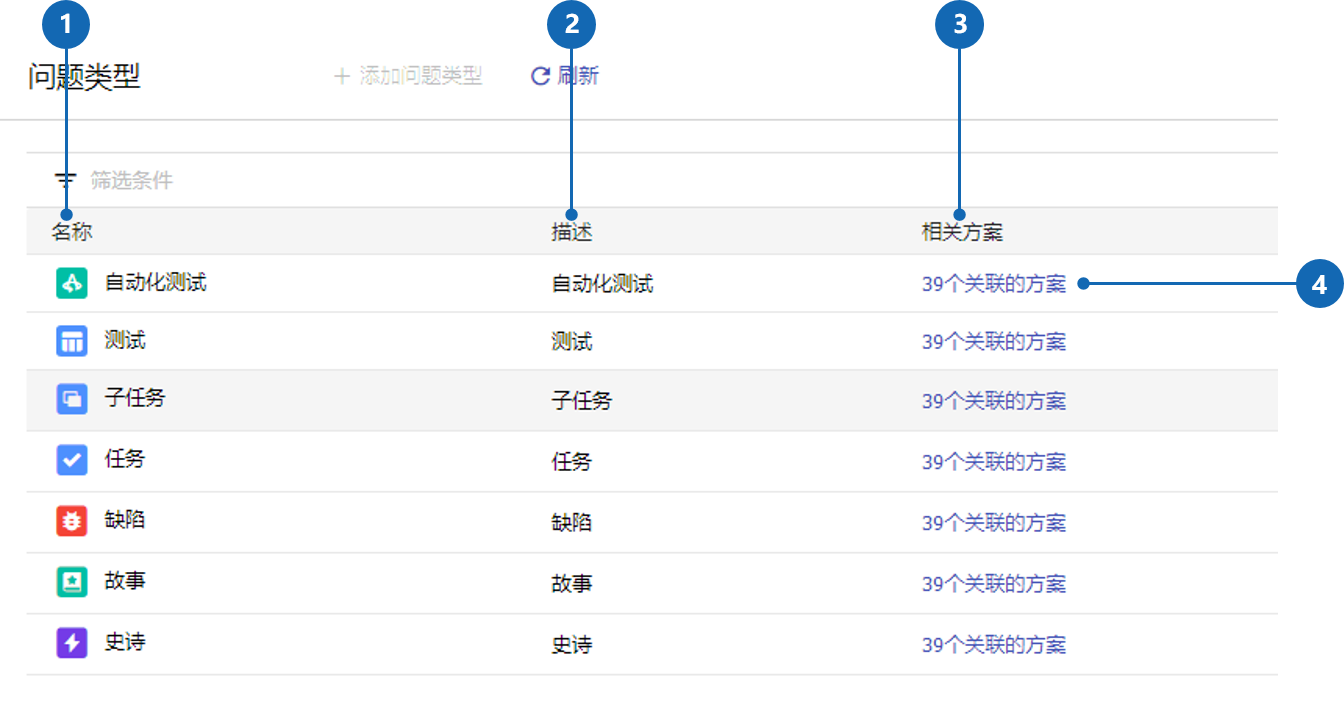 1 2 3
问题类型 添加问题类型 刷新
筛选条件
名称 描述 相关方案
自动化测试 自动化测试 39个关联的方案 4
测试 测试 39个关联的方案
子任务 子任务 39个关联的方案
任务 任务 39个关联的方案
缺陷 缺陷 39个关联的方案
故事 故事 39个关联的方案
史诗 史诗 39个关联的方案